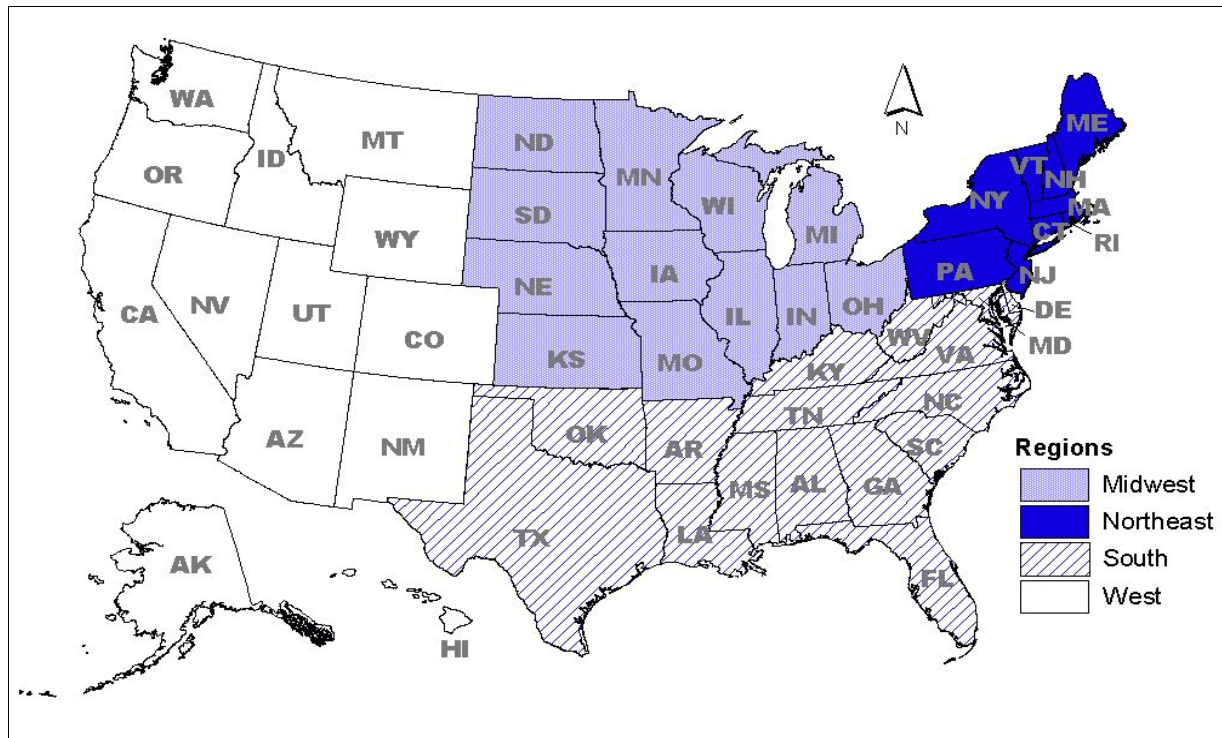 WA
MT
ND
ME
OR
ID
MN
VT
NH
SD
WI
NY
MA
WY
MI
CT
RI
IA
PA
NJ
NE
OH
NV
CA
UT
CO
IL
IN
WV
DE
MD
KS
MO
VA
KY
NC
TN
AZ
NM
OK
AR
SC
MS
AL
GA
TX
LA
FL
AK
HI
N
Regions
Midwest
Northeast
South
West